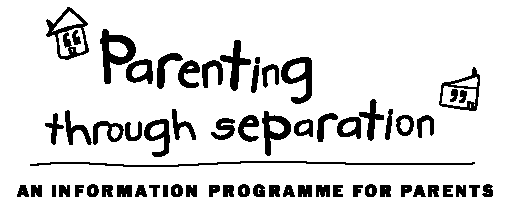 Parenting
through separation
AN INFORMATION PROGRAMME FOR PARENTS